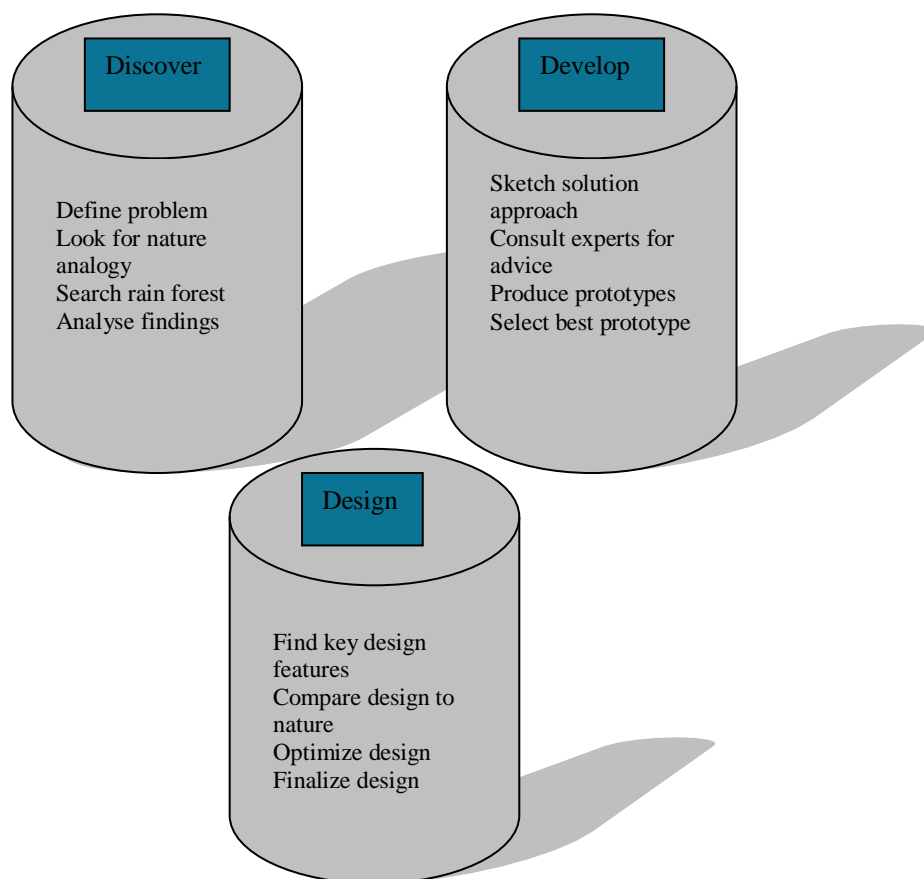 Discover
Define problem
Look for nature
analogy
Search rain forest
Analyse findings
Develop
Sketch solution
approach
Consult experts for
advice
Produce prototypes
Select best prototype
Design
Find key design
features
Compare design to
nature
Optimize design
Finalize design